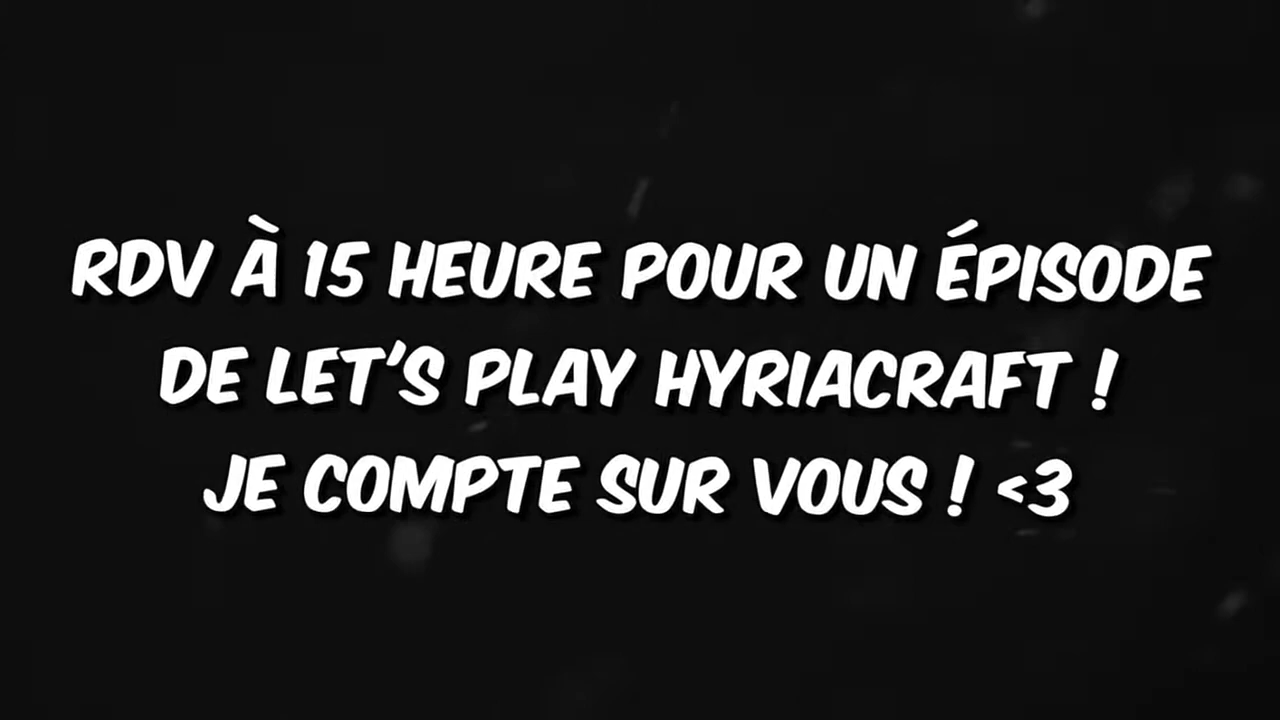 RDV À 15 HEURE POUR UN ÉPISODE
DE LET'S PLAY HYRIACRAFT !
JE COMPTE SUR VOUS ! <3